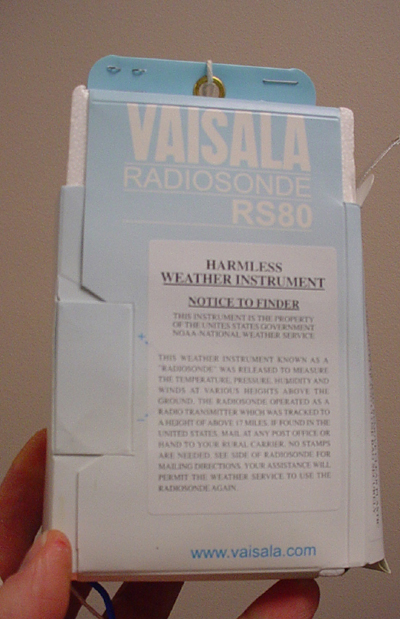 VAISALA
RADIOSONDE
RS80
HARMLESS
WEATHER INSTRUMENT
NOTICE TO FINDER
THIS INSTRUMENT IS THE PROPERTY
OF THE UNITES STATES GOVERNMENT
NOAA-NATIONAL WEATHER SERVICE
THIS WEATHER INSTRUMENT KNOWN AS A
"RADIOSONDE" WAS RELEASED TO MEASURE
THE TEMPERATURE, PRESSURE, HUMIDITY AND
WINDS AT VARIOUS HEIGHTS ABOVE THE
GROUND. THE RADIOSONDE OPERATED AS A
RADIO TRANSMITTER WHICH WAS TRACKED TO
A HEIGHT OF ABOVE 17 MILES. IF FOUND IN THE
UNITED STATES, MAIL AT ANY POST OFFICE OR
HAND TO YOUR RURAL CARRIER. NO STAMPS
ARE NEEDED. SEE SIDE OF RADIOSONDE FOR
MAILING DIRECTIONS. YOUR ASSISTANCE WILL
PERMIT THE WEATHER SERVICE TO USE THE
RADIOSONDE AGAIN.
www.vaisala.com